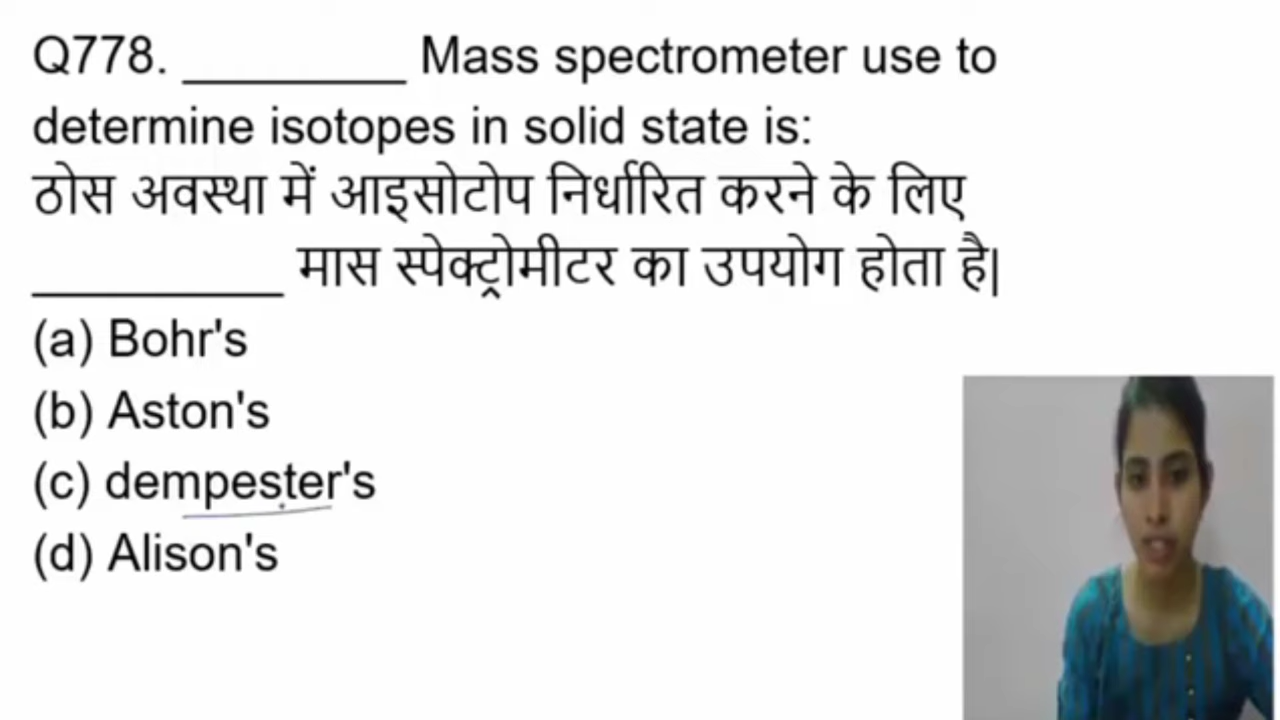 Q778. ________ Mass spectrometer use to
determine isotopes in solid state is:
ठोस अवस्था में आइसोटोप निर्धारित करने के लिए
_________ मास स्पेक्ट्रोमीटर का उपयोग होता है|
(a) Bohr's
(b) Aston's
(c) dempester's
(d) Alison's